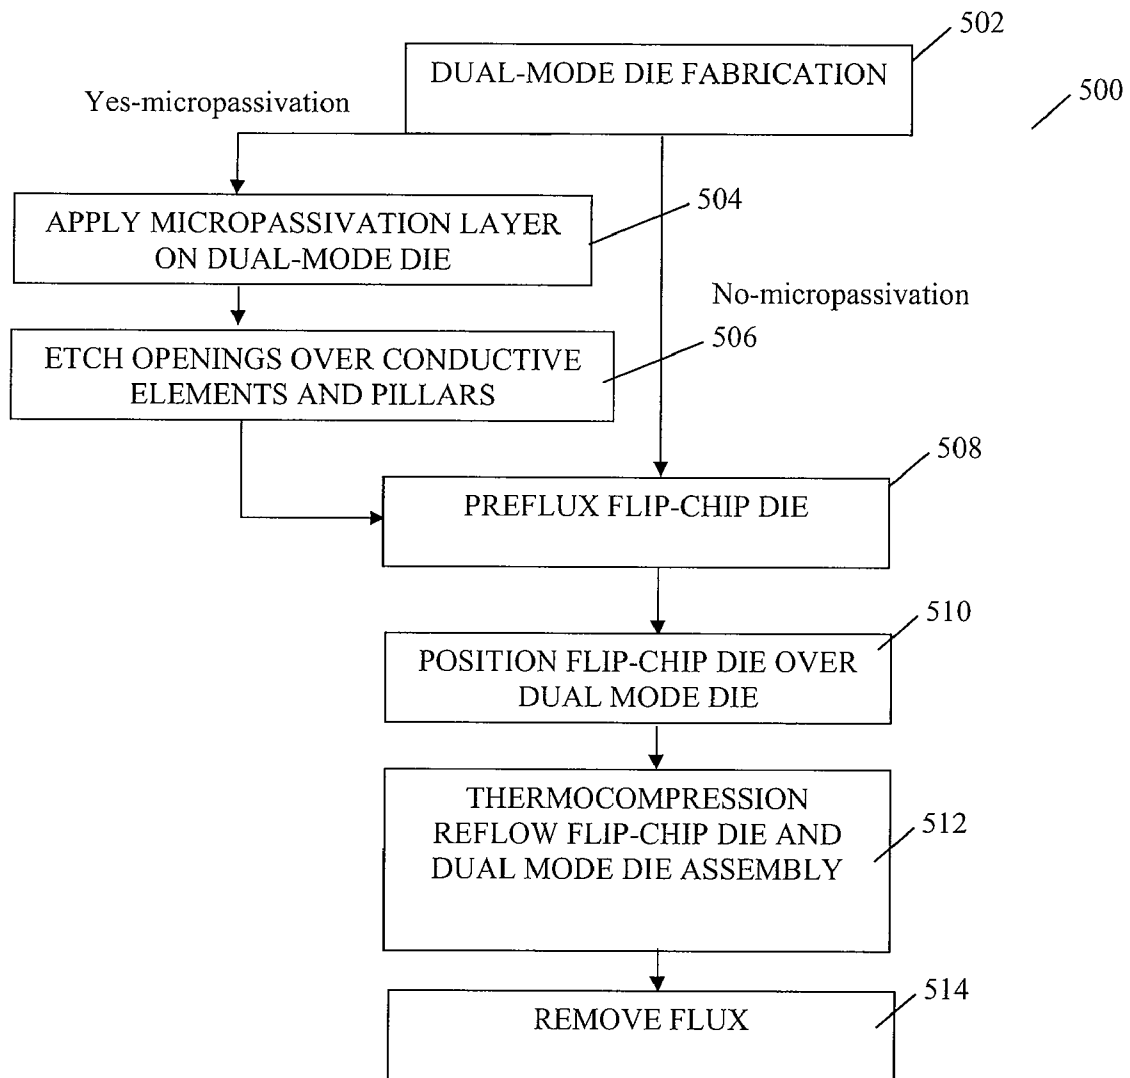 502
DUAL-MODE DIE FABRICATION
500
Yes-micropassivation
504
APPLY MICROPASSIVATION LAYER
ON DUAL-MODE DIE
No-micropassivation
506
ETCH OPENINGS OVER CONDUCTIVE
ELEMENTS AND PILLARS
508
PREFLUX FLIP-CHIP DIE
510
POSITION FLIP-CHIP DIE OVER
DUAL MODE DIE
THERMOCOMPRESSION
REFLOW FLIP-CHIP DIE AND
DUAL MODE DIE ASSEMBLY
512
514
REMOVE FLUX